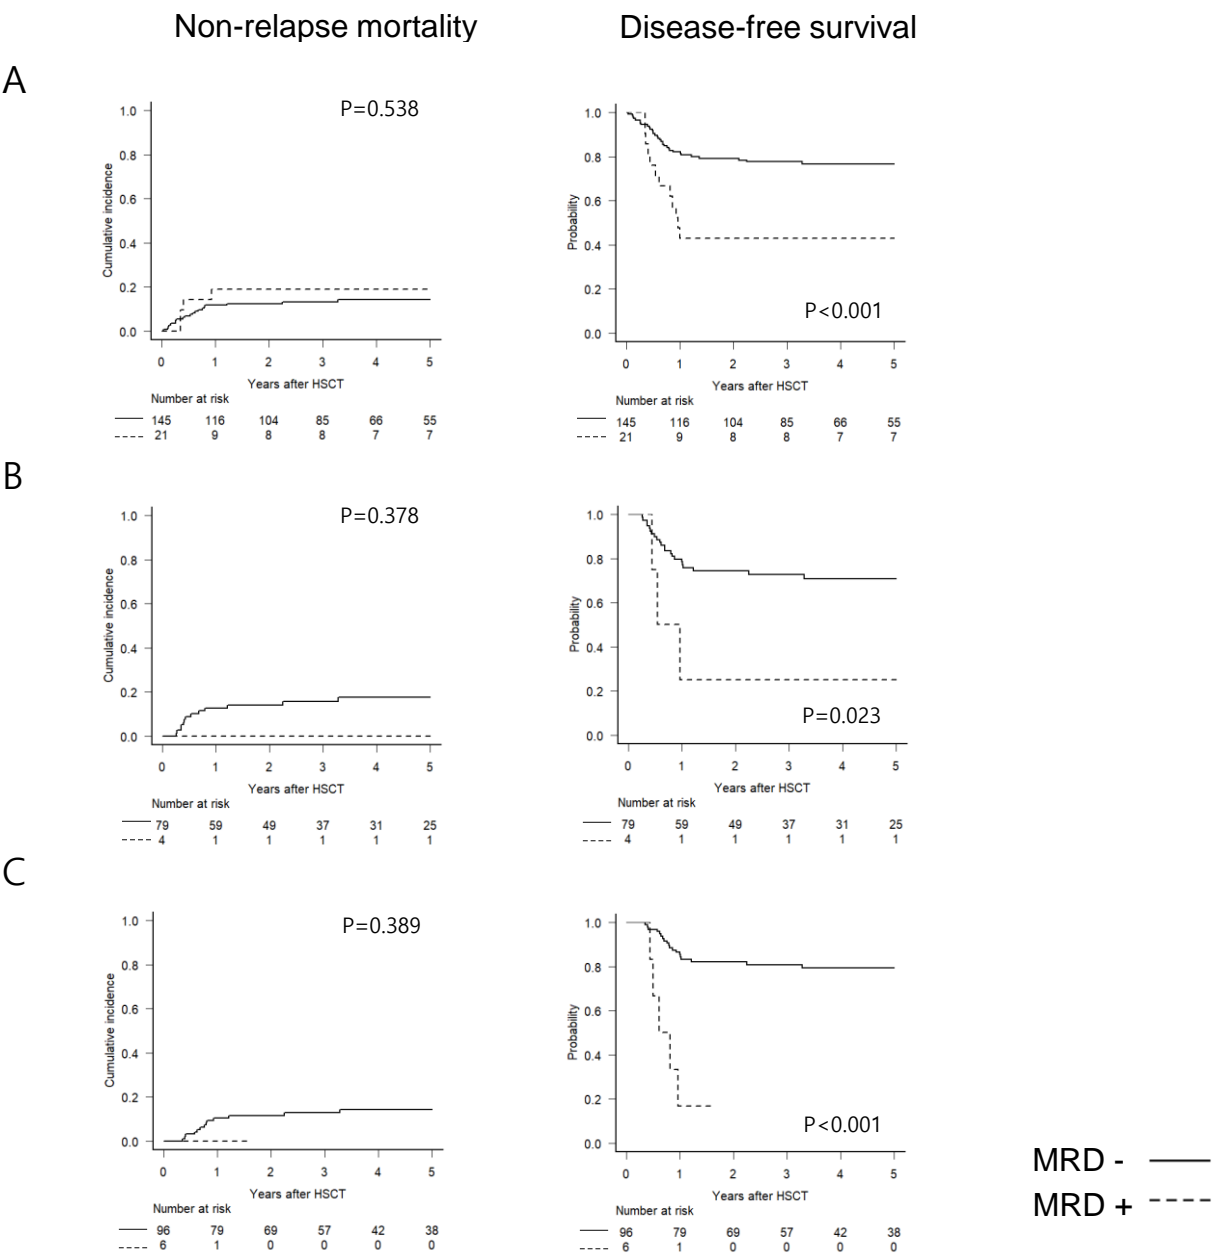 Non-relapse mortality
Disease-free survival
A
P=0.538
Cumulative incidence
1.0
0.8
0.6
0.4
0.2
0.0
0 1 2 3 4 5
Years after HSCT
Number at risk
145 116 104 85 66 55
21 9 8 8 7 7
P<0.001
Probability
1.0
0.8
0.6
0.4
0.2
0.0
0 1 2 3 4 5
Years after HSCT
Number at risk
145 116 104 85 66 55
21 9 8 8 7 7
B
P=0.378
Cumulative incidence
1.0
0.8
0.6
0.4
0.2
0.0
0 1 2 3 4 5
Years after HSCT
Number at risk
79 59 49 37 31 25
4 1 1 1 1 1
P=0.023
Probability
1.0
0.8
0.6
0.4
0.2
0.0
0 1 2 3 4 5
Years after HSCT
Number at risk
79 59 49 37 31 25
4 1 1 1 1 1
C
P=0.389
Cumulative incidence
1.0
0.8
0.6
0.4
0.2
0.0
0 1 2 3 4 5
Years after HSCT
Number at risk
96 79 69 57 42 38
6 1 0 0 0 0
P<0.001
Probability
1.0
0.8
0.6
0.4
0.2
0.0
0 1 2 3 4 5
Years after HSCT
Number at risk
96 79 69 57 42 38
6 1 0 0 0 0
MRD -
MRD +